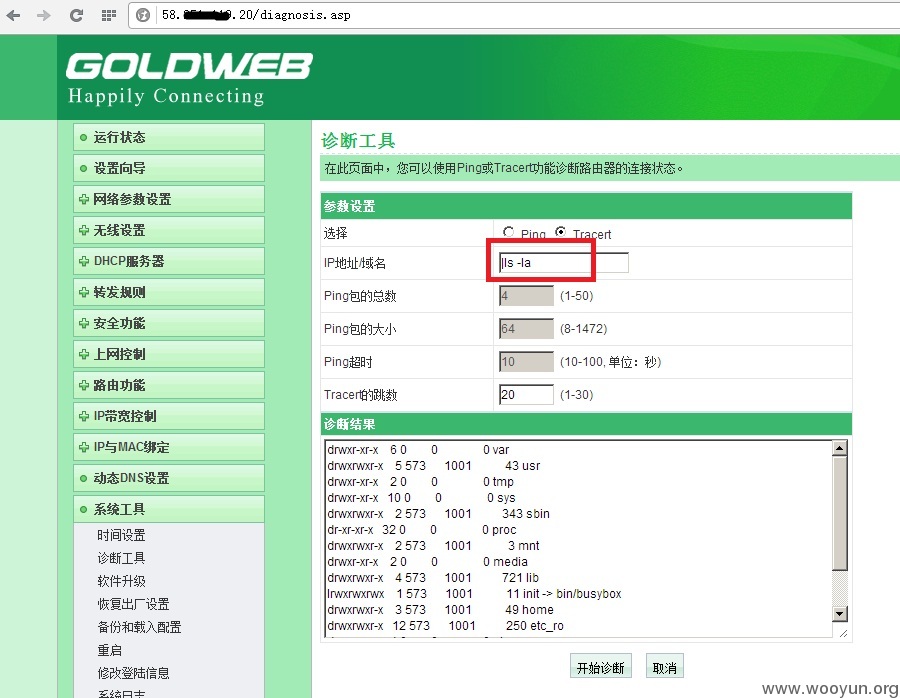 58. .20/diagnosis.asp
GOLDWEB
Happily Connecting
运行状态
设置向导
网络参数设置
无线设置
DHCP服务器
转发规则
安全功能
上网控制
路由功能
IP带宽控制
IP与MAC绑定
动态DNS设置
系统工具
时间设置
诊断工具
软件升级
恢复出厂设置
备份和载入配置
重启
修改登陆信息
系统日志
诊断工具
在此页面中，您可以使用Ping或Tracert功能诊断路由器的连接状态。
参数设置
选择 Ping Tracert
IP地址/域名 |ls -la
Ping包的总数 4 (1-50)
Ping包的大小 64 (8-1472)
Ping超时 10 (10-100, 单位：秒)
Tracert的跳数 20 (1-30)
诊断结果
drwxr-xr-x 6 0 0 0 var
drwxrwxr-x 5 573 1001 43 usr
drwxr-xr-x 2 0 0 0 tmp
drwxr-xr-x 10 0 0 0 sys
drwxrwxr-x 2 573 1001 343 sbin
dr-xr-xr-x 32 0 0 0 proc
drwxrwxr-x 2 573 1001 3 mnt
drwxr-xr-x 2 0 0 0 media
drwxrwxr-x 4 573 1001 721 lib
lrwxrwxrwx 1 573 1001 11 init -> bin/busybox
drwxrwxr-x 3 573 1001 49 home
drwxrwxr-x 12 573 1001 250 etc_ro
开始诊断 取消
www.wooyun.org